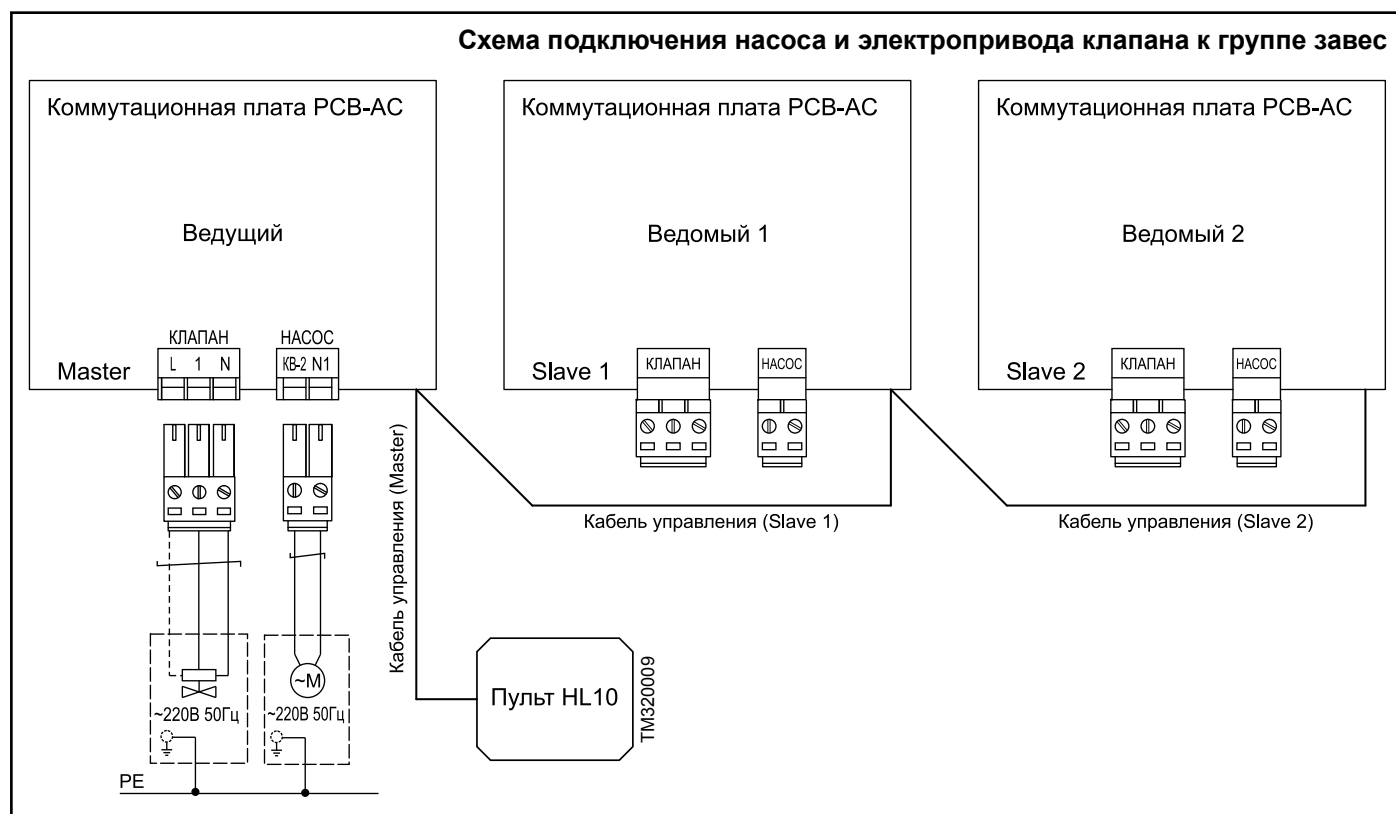 Схема подключения насоса и электропривода клапана к группе завес
Коммутационная плата PCB-AC
Ведущий
КЛАПАН
НАСОС
Master
L 1 N
КВ-2 N1
Коммутационная плата PCB-AC
Ведомый 1
Slave 1
КЛАПАН
НАСОС
Коммутационная плата PCB-AC
Ведомый 2
Slave 2
КЛАПАН
НАСОС
Кабель управления (Master)
Кабель управления (Slave 1)
Кабель управления (Slave 2)
~М
~220В 50Гц
~220В 50Гц
PE
Пульт HL10
TM320009